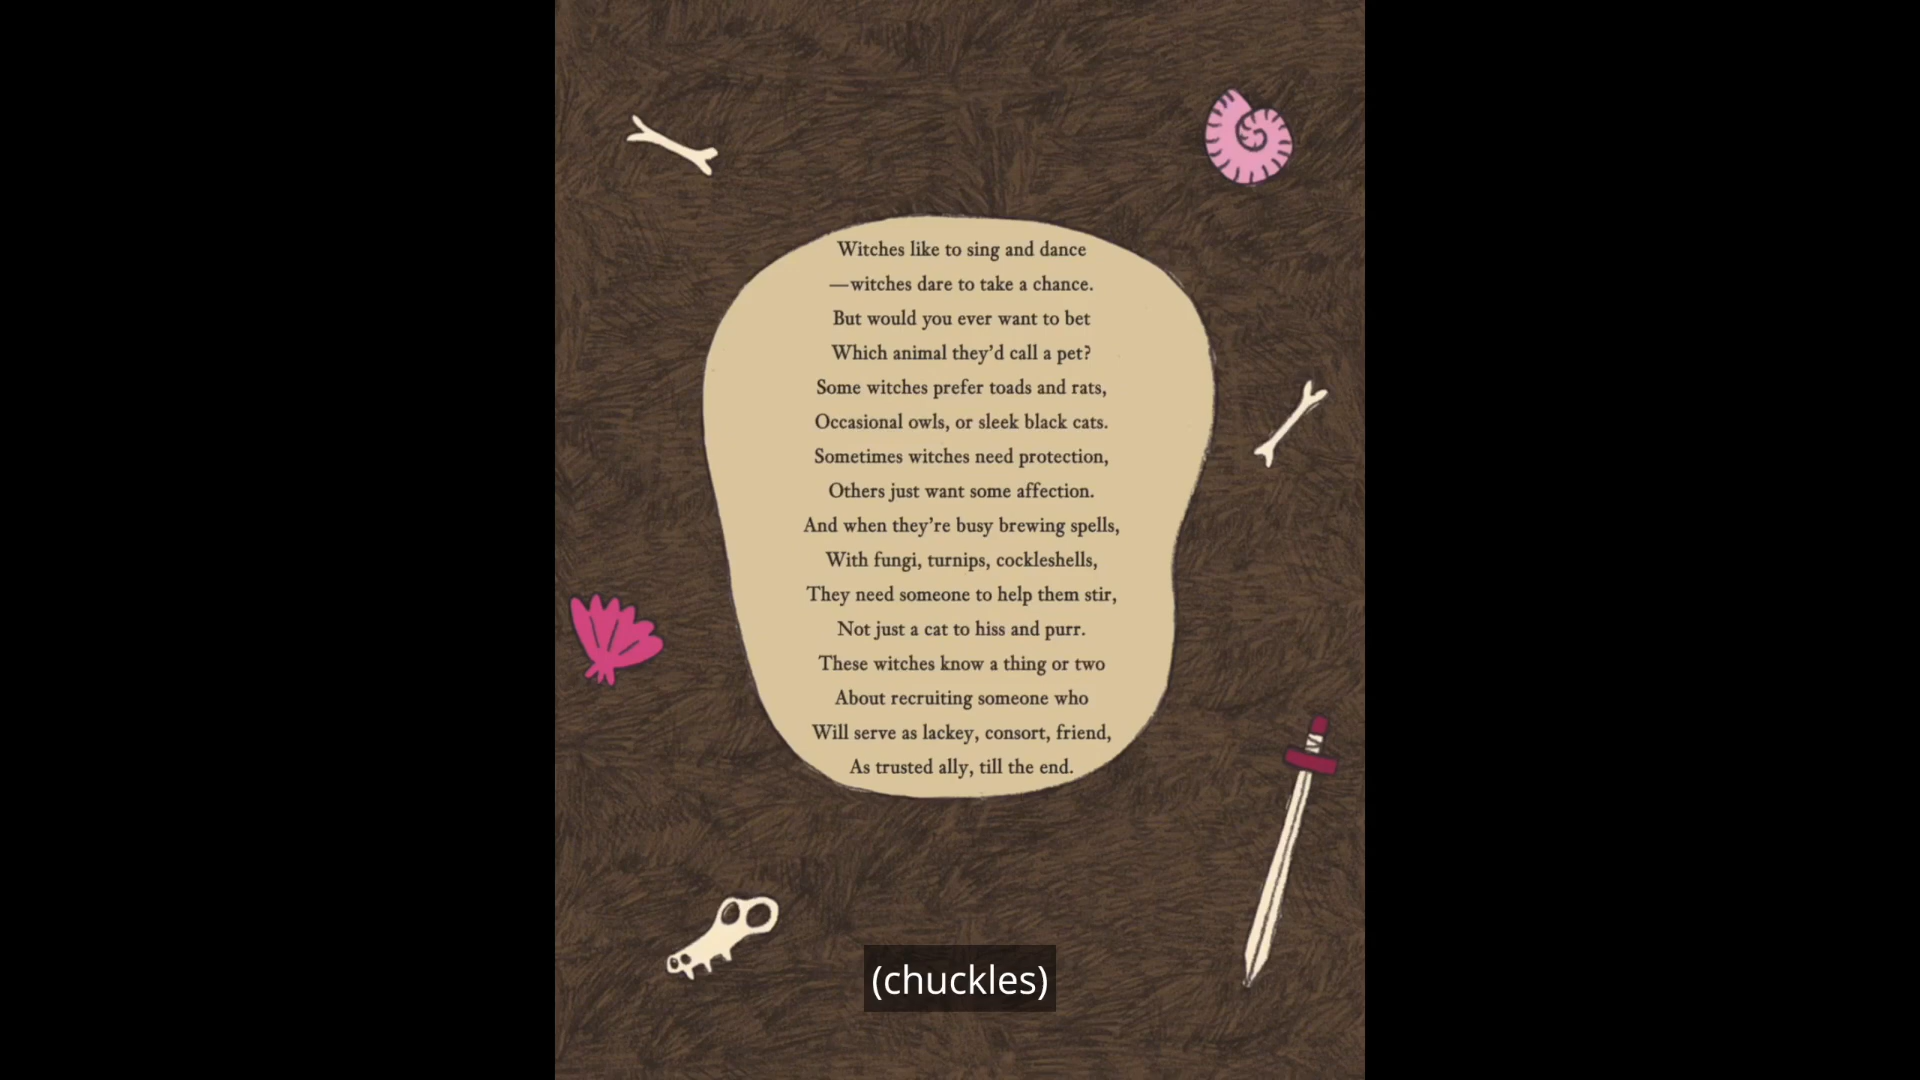 Witches like to sing and dance
—witches dare to take a chance.
But would you ever want to bet
Which animal they’d call a pet?
Some witches prefer toads and rats,
Occasional owls, or sleek black cats.
Sometimes witches need protection,
Others just want some affection.
And when they’re busy brewing spells,
With fungi, turnips, cockleshells,
They need someone to help them stir,
Not just a cat to hiss and purr.
These witches know a thing or two
About recruiting someone who
Will serve as lackey, consort, friend,
As trusted ally, till the end.
(chuckles)